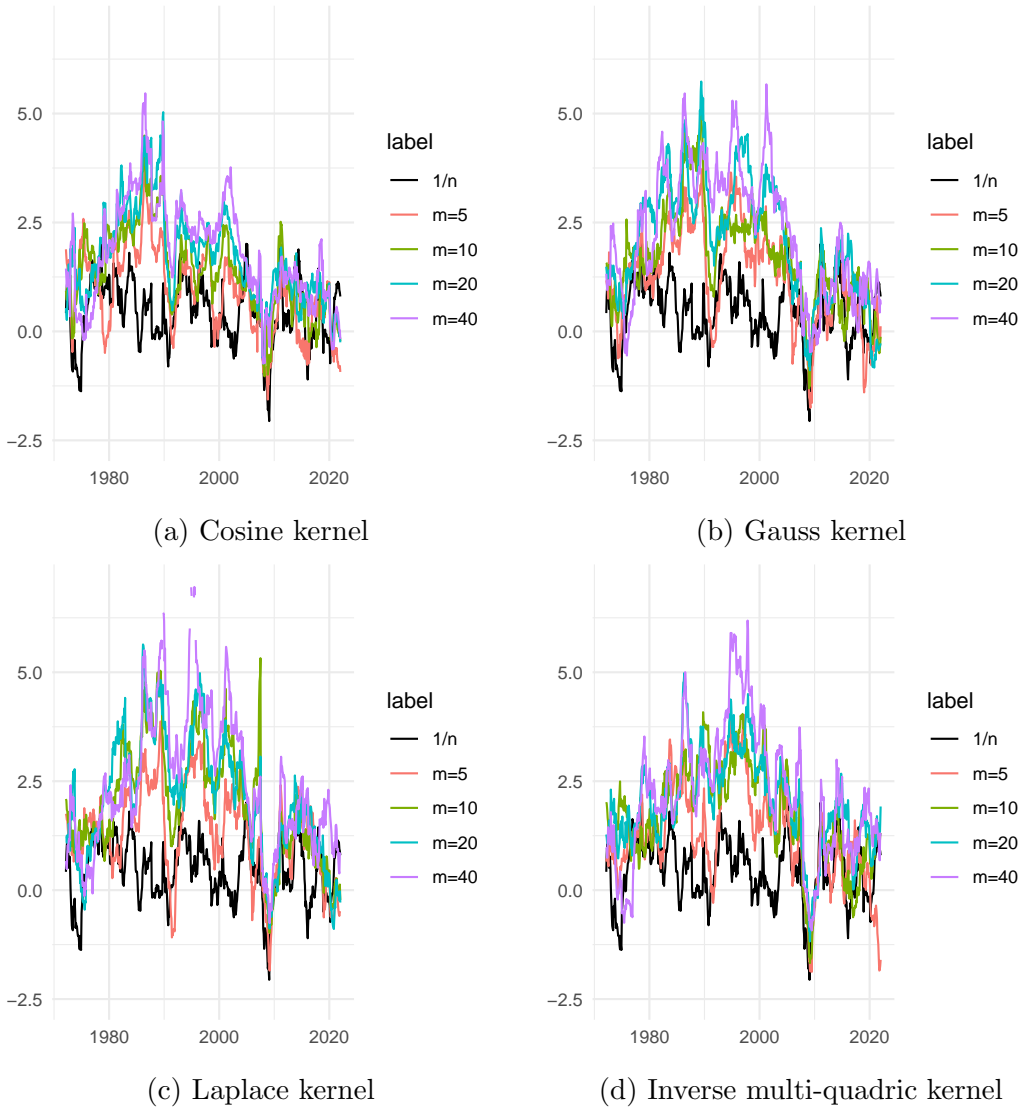 5.0
2.5
0.0
−2.5
1980 2000 2020
label
1/n
m=5
m=10
m=20
m=40
(a) Cosine kernel
5.0
2.5
0.0
−2.5
1980 2000 2020
label
1/n
m=5
m=10
m=20
m=40
(b) Gauss kernel
5.0
2.5
0.0
−2.5
1980 2000 2020
label
1/n
m=5
m=10
m=20
m=40
(c) Laplace kernel
5.0
2.5
0.0
−2.5
1980 2000 2020
label
1/n
m=5
m=10
m=20
m=40
(d) Inverse multi-quadric kernel